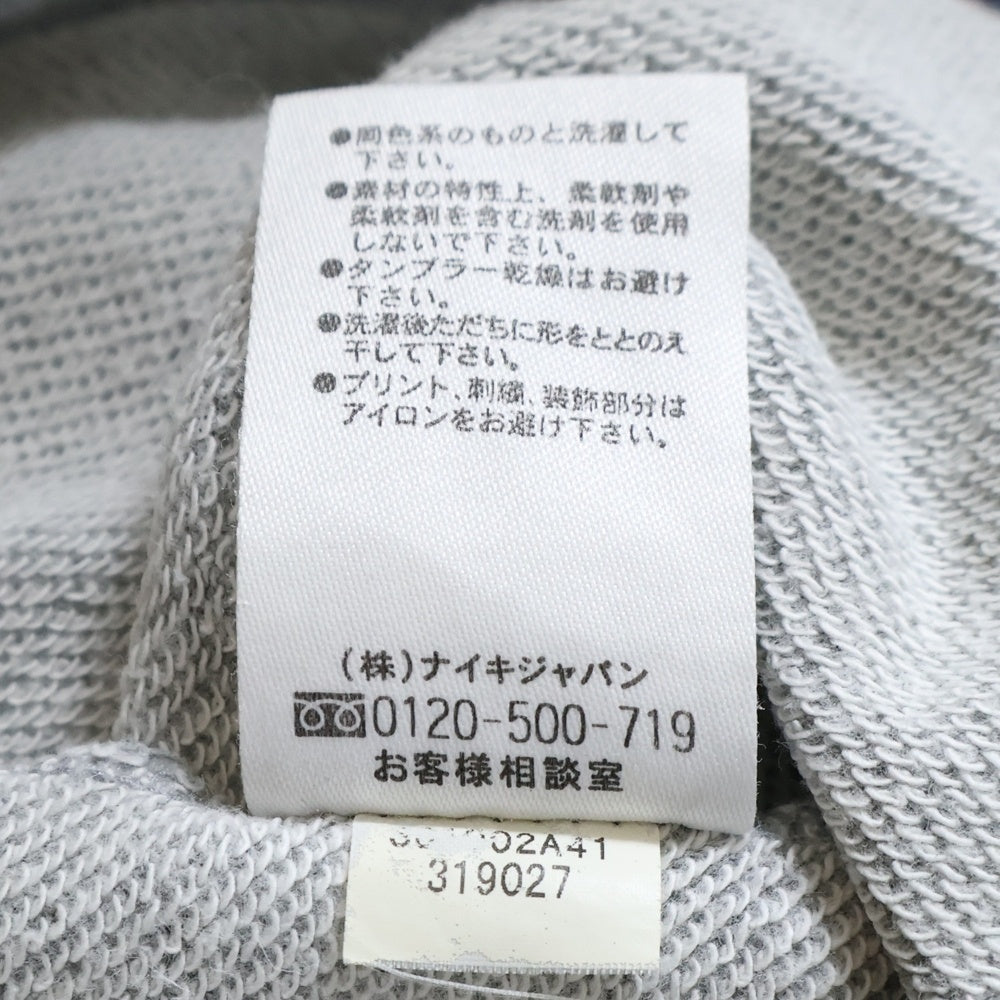 ●同色系のものと洗濯して
下さい。
●素材の特性上、柔軟剤や
柔軟剤を含む洗剤を使用
しないで下さい。
●タンブラー乾燥はお避け
下さい。
●洗濯後ただちに形をととのえ
干して下さい。
●プリント、刺繍、装飾部分は
アイロンをお避け下さい。
(株)ナイキジャパン
0120-500-719
お客様相談室
02A41
319027